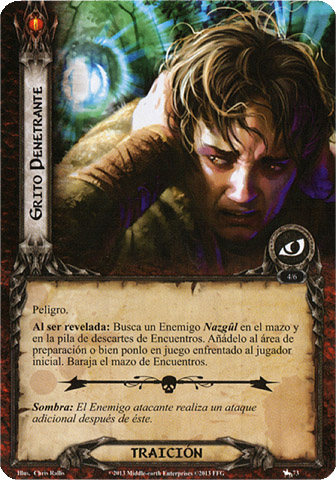 GRITO PENETRANTE
4/6
Peligro.
Al ser revelada: Busca un Enemigo Nazgûl en el mazo y
en la pila de descartes de Encuentros. Añádelo al área de
preparación o bien ponlo en juego enfrentado al jugador
inicial. Baraja el mazo de Encuentros.
Sombra: El Enemigo atacante realiza un ataque
adicional después de éste.
TRAICIÓN
Illus. Chris Rallis ©2013 Middle-earth Enterprises ©2013 FFG 73